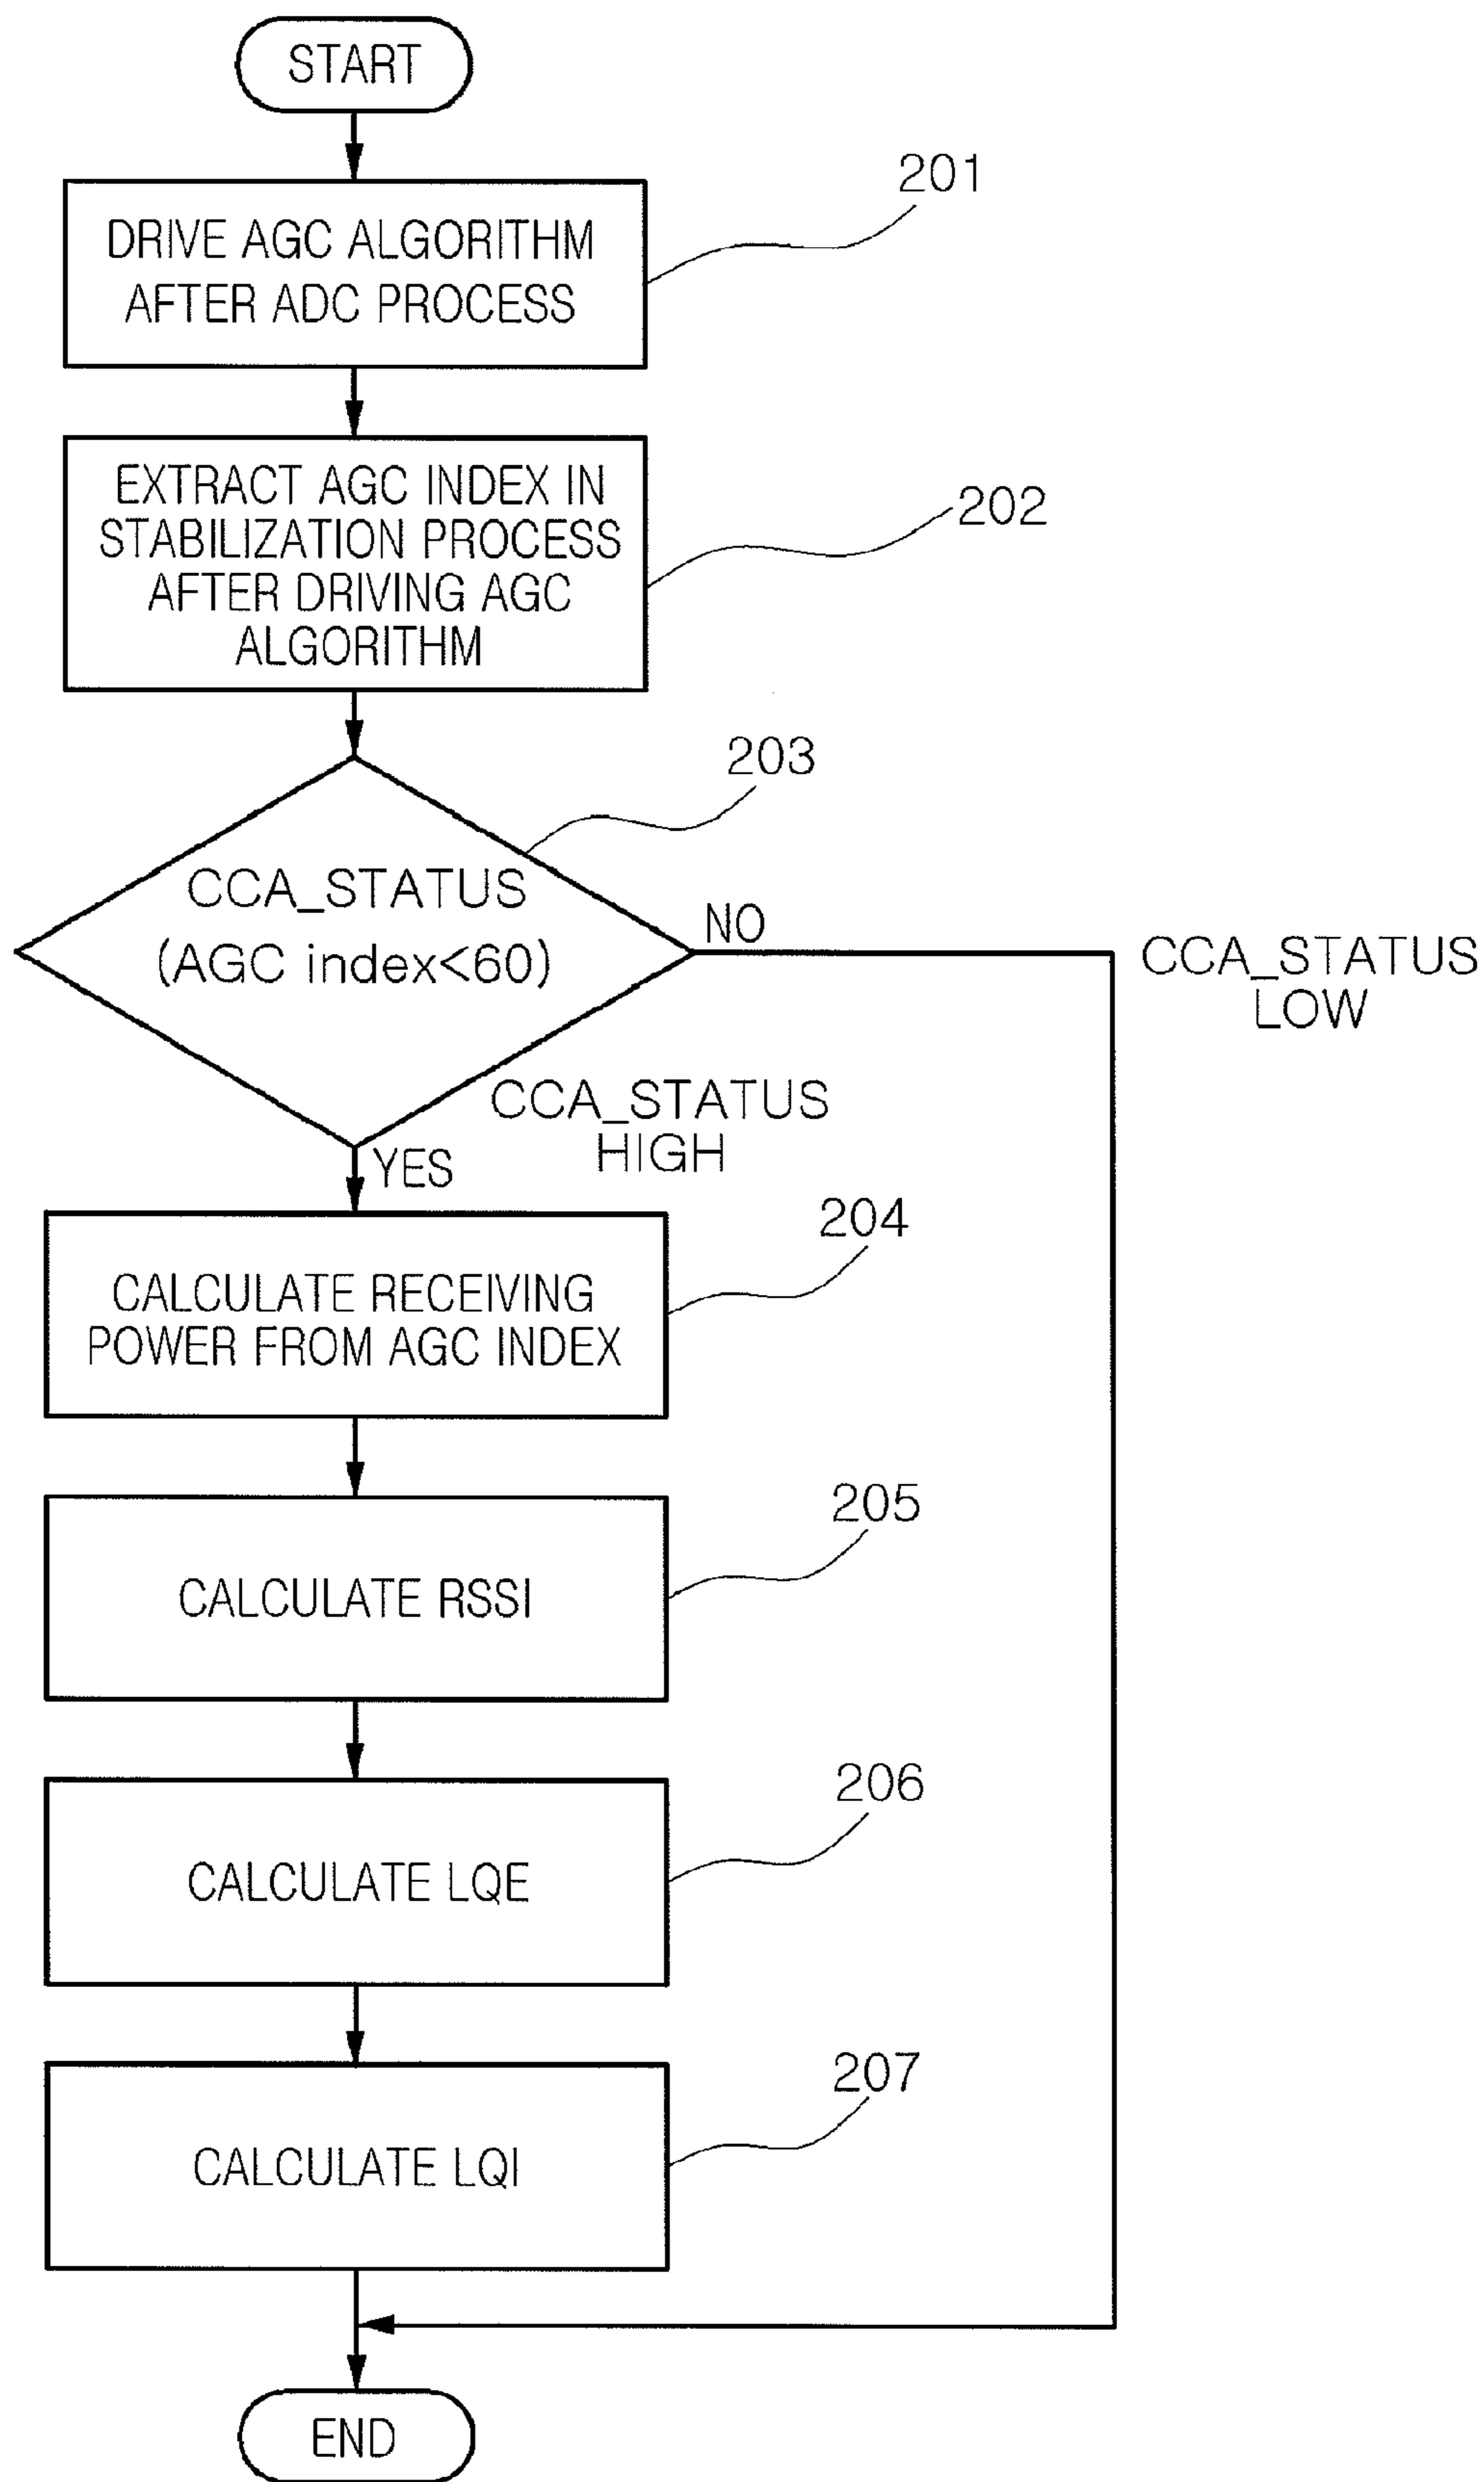 START
201
DRIVE AGC ALGORITHM
AFTER ADC PROCESS
202
EXTRACT AGC INDEX IN
STABILIZATION PROCESS
AFTER DRIVING AGC
ALGORITHM
203
CCA_STATUS
(AGC index<60)
NO
CCA_STATUS
LOW
CCA_STATUS
HIGH
YES
204
CALCULATE RECEIVING
POWER FROM AGC INDEX
205
CALCULATE RSSI
206
CALCULATE LQE
207
CALCULATE LQI
END